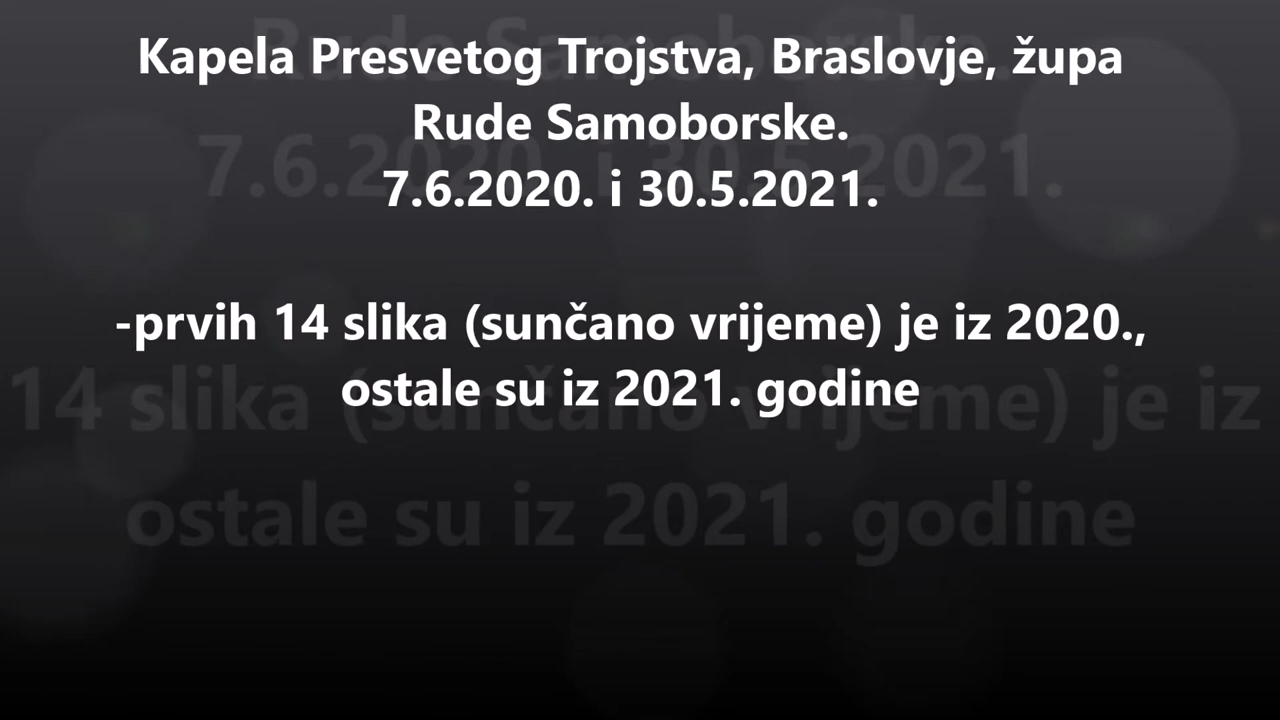 Kapela Presvetog Trojstva, Braslovje, župa
Rude Samoborske.
7.6.2020. i 30.5.2021.
-prvih 14 slika (sunčano vrijeme) je iz 2020.,
ostale su iz 2021. godine